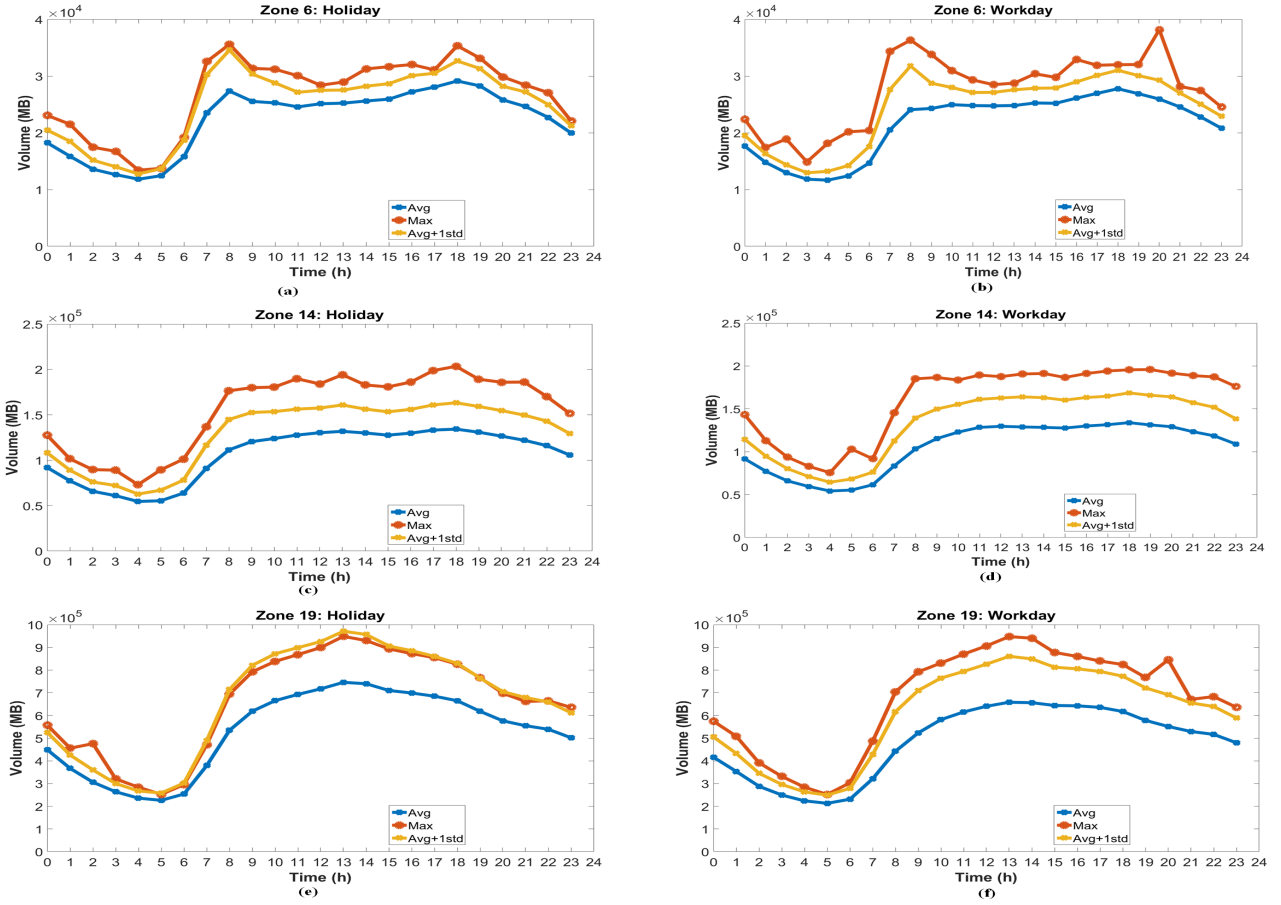 Zone 6: Holiday
×10⁴
4
3
2
1
0
Volume (MB)
Avg
Max
Avg+1std
0 1 2 3 4 5 6 7 8 9 10 11 12 13 14 15 16 17 18 19 20 21 22 23 24
Time (h)
(a)
Zone 6: Workday
×10⁴
4
3
2
1
0
Volume (MB)
Avg
Max
Avg+1std
0 1 2 3 4 5 6 7 8 9 10 11 12 13 14 15 16 17 18 19 20 21 22 23 24
Time (h)
(b)
Zone 14: Holiday
×10⁵
2.5
2
1.5
1
0.5
0
Volume (MB)
Avg
Max
Avg+1std
0 1 2 3 4 5 6 7 8 9 10 11 12 13 14 15 16 17 18 19 20 21 22 23 24
Time (h)
(c)
Zone 14: Workday
×10⁵
2.5
2
1.5
1
0.5
0
Volume (MB)
Avg
Max
Avg+1std
0 1 2 3 4 5 6 7 8 9 10 11 12 13 14 15 16 17 18 19 20 21 22 23 24
Time (h)
(d)
Zone 19: Holiday
×10⁵
10
9
8
7
6
5
4
3
2
1
0
Volume (MB)
Avg
Max
Avg+1std
0 1 2 3 4 5 6 7 8 9 10 11 12 13 14 15 16 17 18 19 20 21 22 23 24
Time (h)
(e)
Zone 19: Workday
×10⁵
10
9
8
7
6
5
4
3
2
1
0
Volume (MB)
Avg
Max
Avg+1std
0 1 2 3 4 5 6 7 8 9 10 11 12 13 14 15 16 17 18 19 20 21 22 23 24
Time (h)
(f)